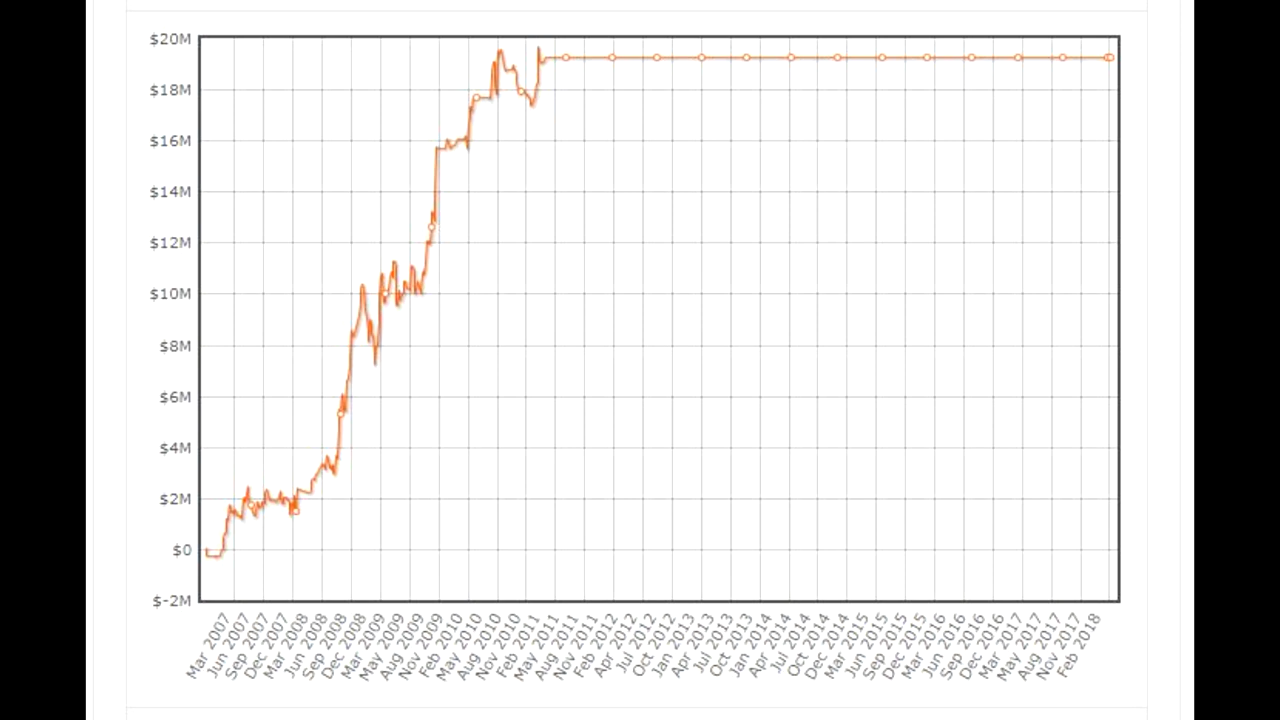 $20M
$18M
$16M
$14M
$12M
$10M
$8M
$6M
$4M
$2M
$0
$-2M
Mar 2007
Jun 2007
Sep 2007
Dec 2007
Mar 2008
Jun 2008
Sep 2008
Dec 2008
Mar 2009
May 2009
Aug 2009
Nov 2009
Feb 2010
May 2010
Aug 2010
Nov 2010
Feb 2011
May 2011
Aug 2011
Nov 2011
Feb 2012
Apr 2012
Jul 2012
Oct 2012
Jan 2013
Apr 2013
Jul 2013
Oct 2013
Jan 2014
Apr 2014
Jul 2014
Oct 2014
Dec 2014
Mar 2015
Jun 2015
Sep 2015
Dec 2015
Mar 2016
Jun 2016
Sep 2016
Dec 2016
Mar 2017
May 2017
Aug 2017
Nov 2017
Feb 2018